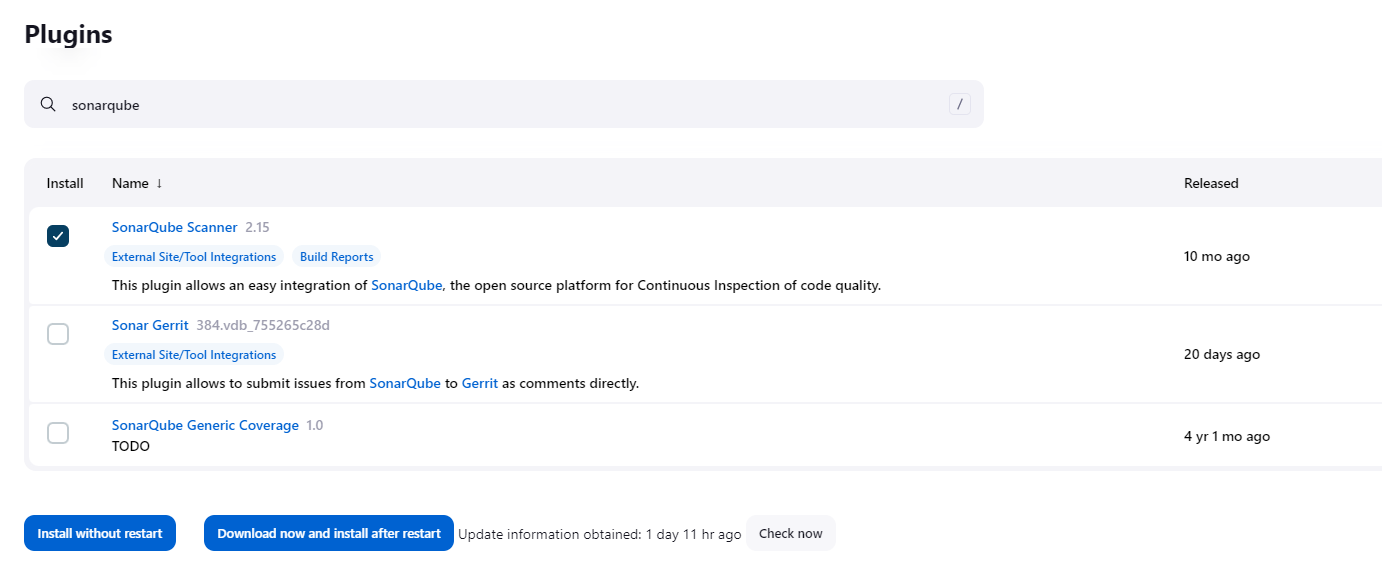 Plugins
sonarqube /
Install Name ↓ Released
SonarQube Scanner 2.15
External Site/Tool Integrations Build Reports
This plugin allows an easy integration of SonarQube, the open source platform for Continuous Inspection of code quality.
10 mo ago
Sonar Gerrit 384.vdb_755265c28d
External Site/Tool Integrations
This plugin allows to submit issues from SonarQube to Gerrit as comments directly.
20 days ago
SonarQube Generic Coverage 1.0
TODO
4 yr 1 mo ago
Install without restart Download now and install after restart Update information obtained: 1 day 11 hr ago Check now